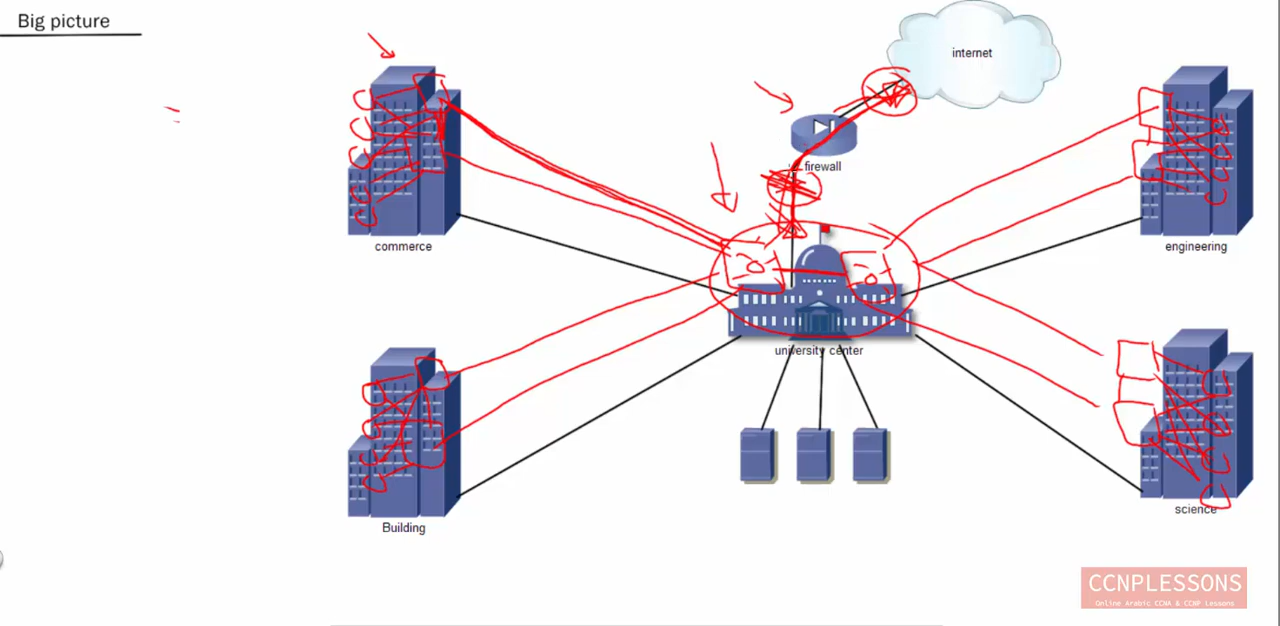 Big picture
internet
firewall
commerce
engineering
university center
Building
science
CCNPLESSONS
Online Arabic CCNA & CCNP Lessons